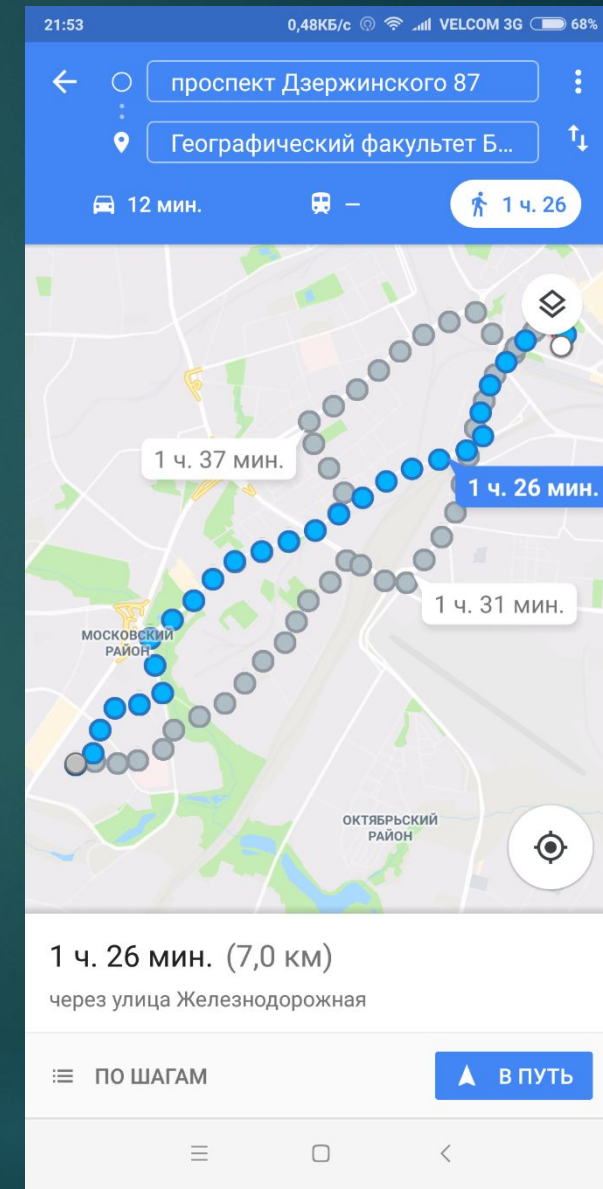 21:53 0,48КБ/с VELCOM 3G 68%
проспект Дзержинского 87
Географический факультет Б...
12 мин. – 1 ч. 26
1 ч. 37 мин.
1 ч. 26 мин.
1 ч. 31 мин.
МОСКОВСКИЙ
РАЙОН
ОКТЯБРЬСКИЙ
РАЙОН
1 ч. 26 мин. (7,0 км)
через улица Железнодорожная
ПО ШАГАМ В ПУТЬ